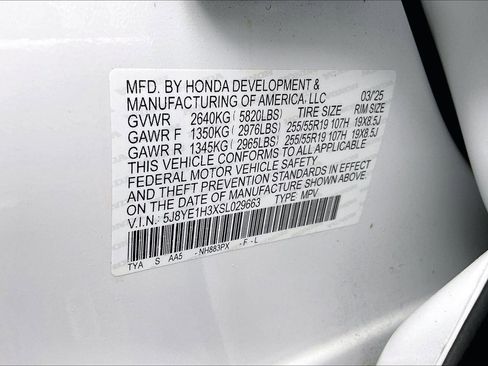 MFD. BY HONDA DEVELOPMENT &
MANUFACTURING OF AMERICA, LLC 03/'25
GVWR 2640KG (5820LBS) TIRE SIZE RIM SIZE
GAWR F 1350KG (2976LBS) 255/55R19 107H 19X8.5J
GAWR R 1345KG (2965LBS) 255/55R19 107H 19X8.5J
THIS VEHICLE CONFORMS TO ALL APPLICABLE
FEDERAL MOTOR VEHICLE SAFETY
AND THEFT PREVENTION STANDARDS IN EFFECT
ON THE DATE OF MANUFACTURE SHOWN ABOVE.
V.I.N.: 5J8YE1H3XSL029663 TYPE: MPV
TYA S AA5 - NH883PX - F - L